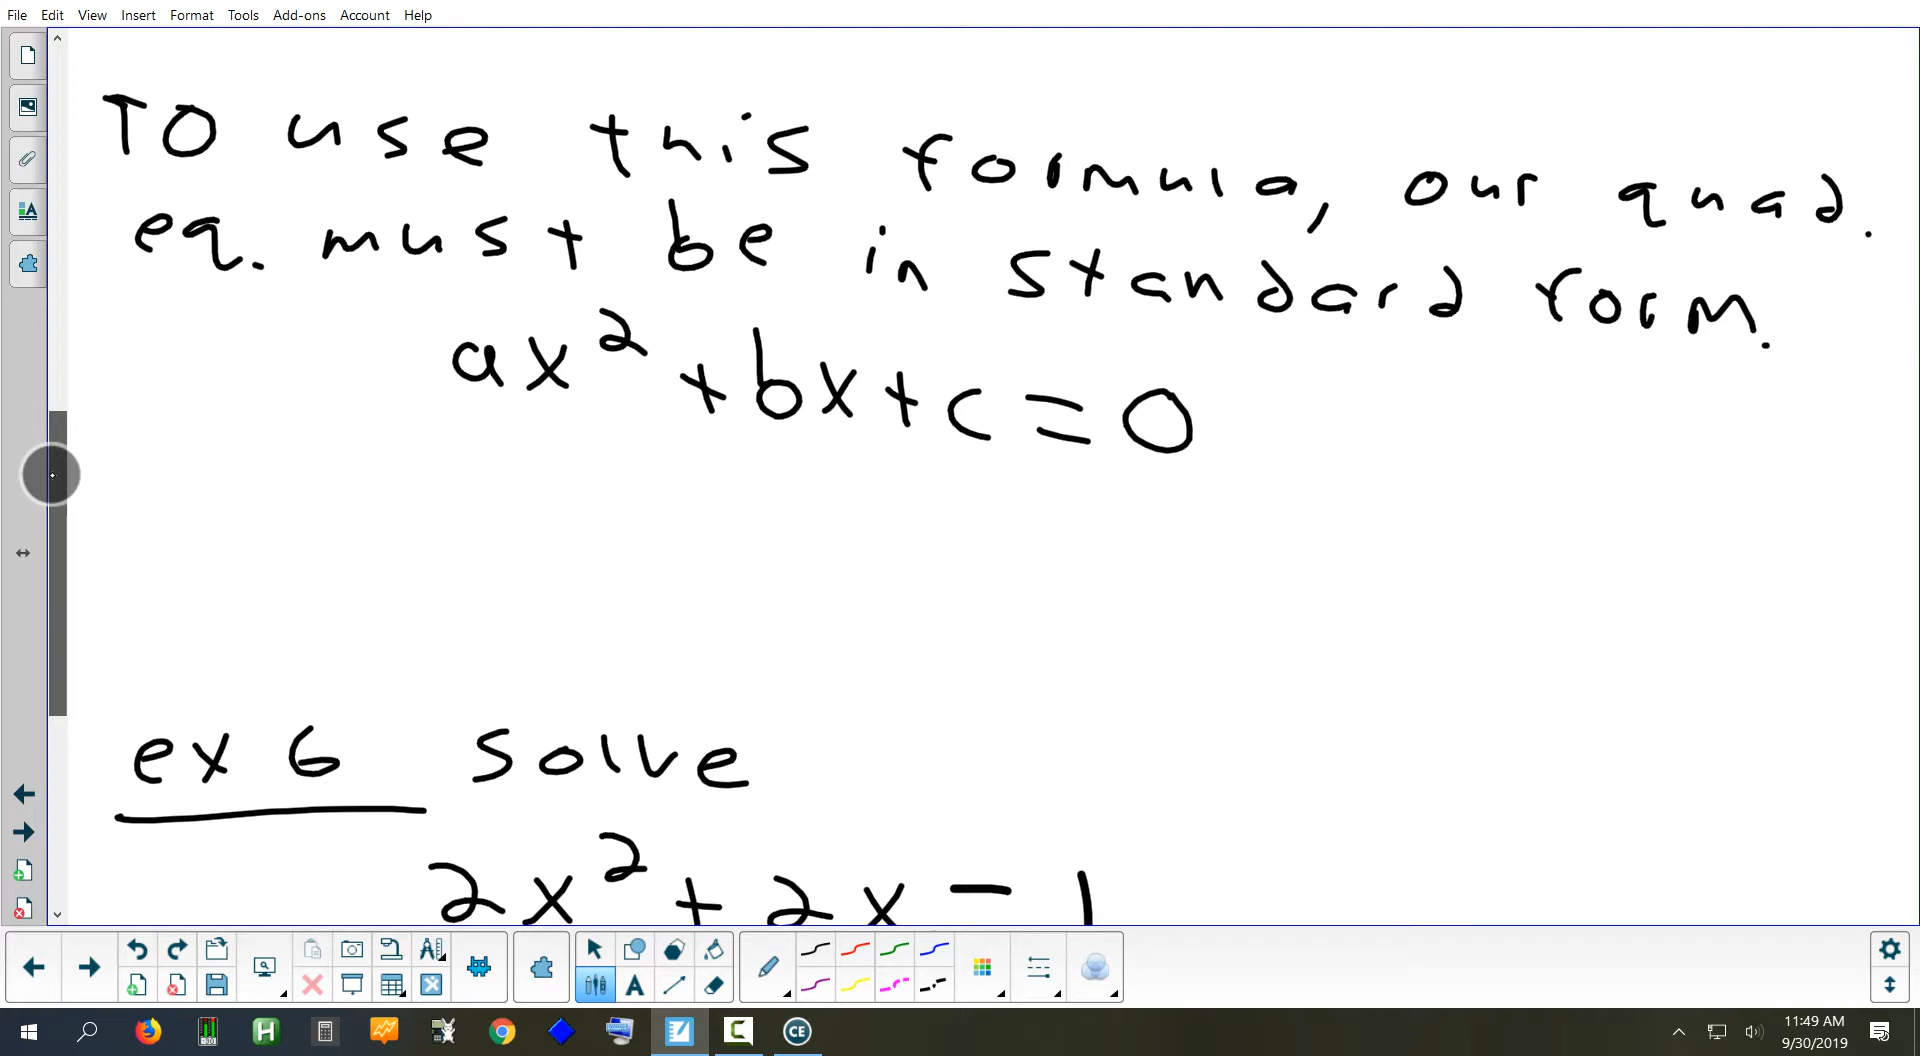 File Edit View Insert Format Tools Add-ons Account Help
TO use this formula, our quad.
eq. must be in standard form.
ax² + bx + c = 0
ex 6 solve
2x² + 2x - 1
11:49 AM
9/30/2019